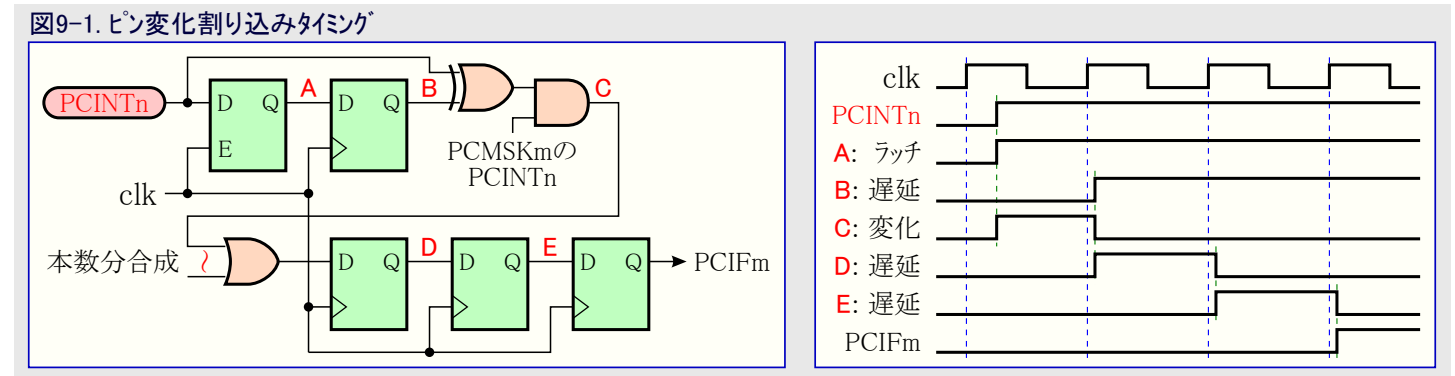 図9-1. ピン変化割り込みタイミング
PCINTn
D Q
E
A
D Q
B
C
PCMSKmの
PCINTn
clk
本数分合成
〜
D Q
D
D Q
E
D Q
PCIFm
clk
PCINTn
A: ラッチ
B: 遅延
C: 変化
D: 遅延
E: 遅延
PCIFm